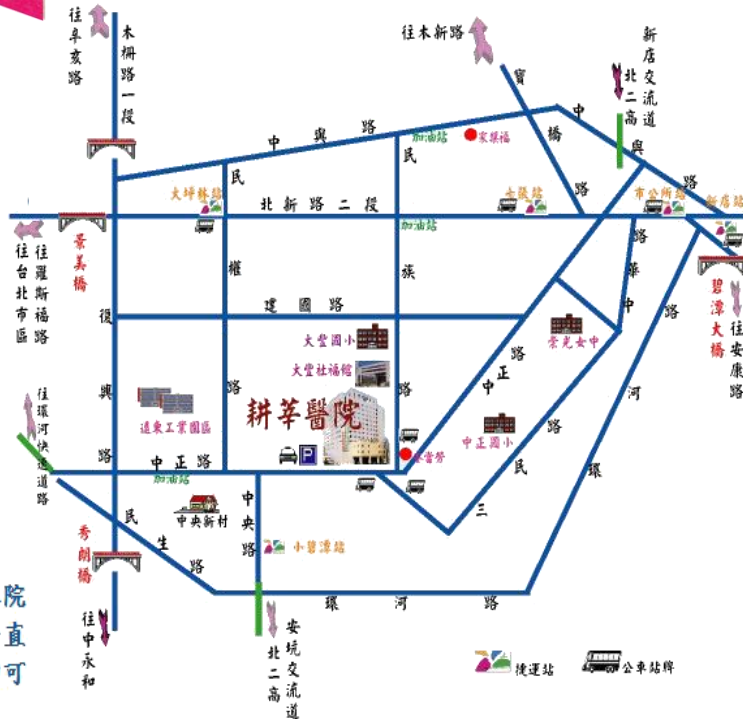 往辛亥路
木柵路一段
往木新路
新店交流道
北二高
寶橋路
中興路
加油站
家樂福
中興路
大坪林站
民權路
民族路
北新路二段
七張站
市公所站
新店站
加油站
景美橋
往羅斯福路
往台北市區
復興路
建國路
中華路
碧潭大橋
往安康路
大豐國小
大豐社福館
崇光女中
遠東工業園區
耕莘醫院
中正路
中正國小
環河路
往環河快速道路
中正路
加油站
P
麥當勞
三民路
中央新村
中央路
小碧潭站
民生路
秀朗橋
環河路
往中永和
安坑交流道
北二高
院
直
可
捷運站
公車站牌